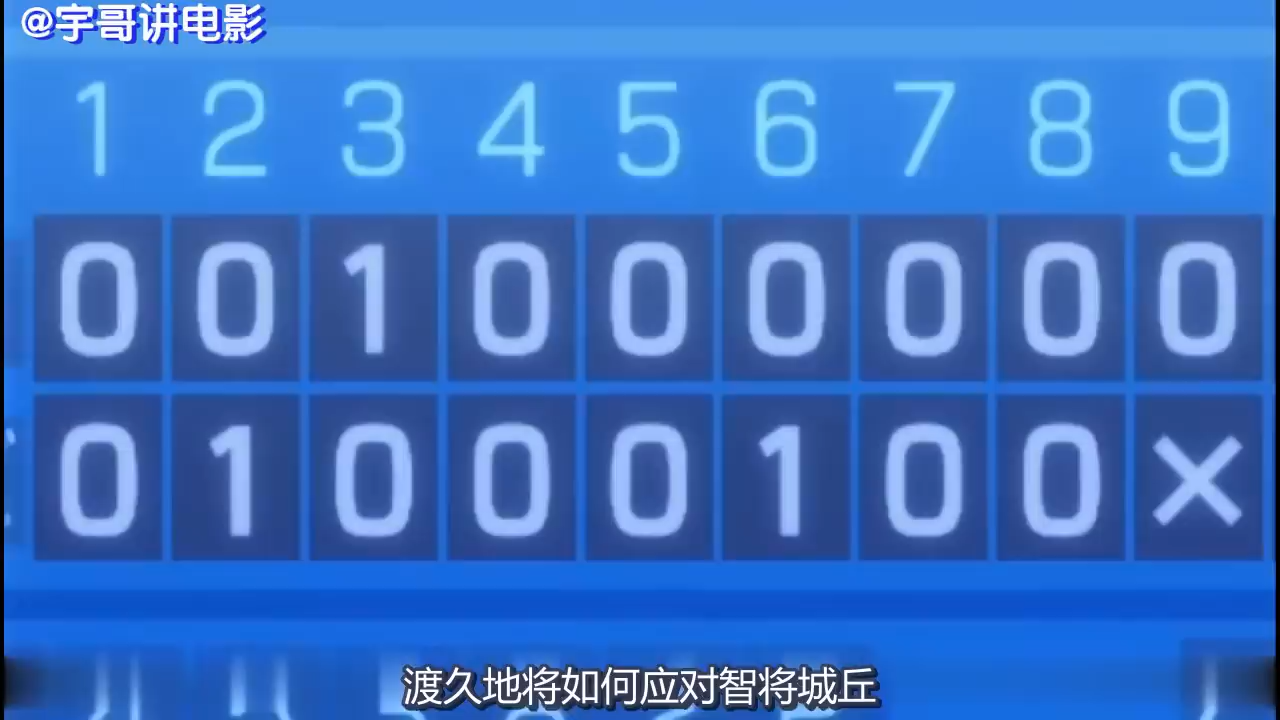 @宇哥讲电影
1 2 3 4 5 6 7 8 9
0 0 1 0 0 0 0 0 0
0 1 0 0 0 1 0 0 ×
渡久地将如何应对智将城丘